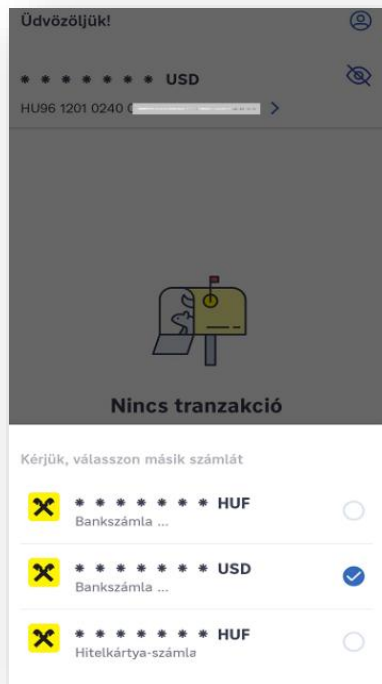 Üdvözöljük!
* * * * * * * USD
HU96 1201 0240
Nincs tranzakció
Kérjük, válasszon másik számlát
* * * * * * * HUF
Bankszámla ...
* * * * * * * USD
Bankszámla ...
* * * * * * * HUF
Hitelkártya-számla